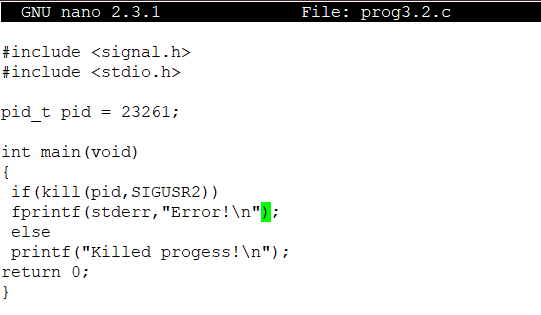 GNU nano 2.3.1 File: prog3.2.c
#include <signal.h>
#include <stdio.h>
pid_t pid = 23261;
int main(void)
{
if(kill(pid,SIGUSR2))
fprintf(stderr,"Error!\n");
else
printf("Killed progess!\n");
return 0;
}